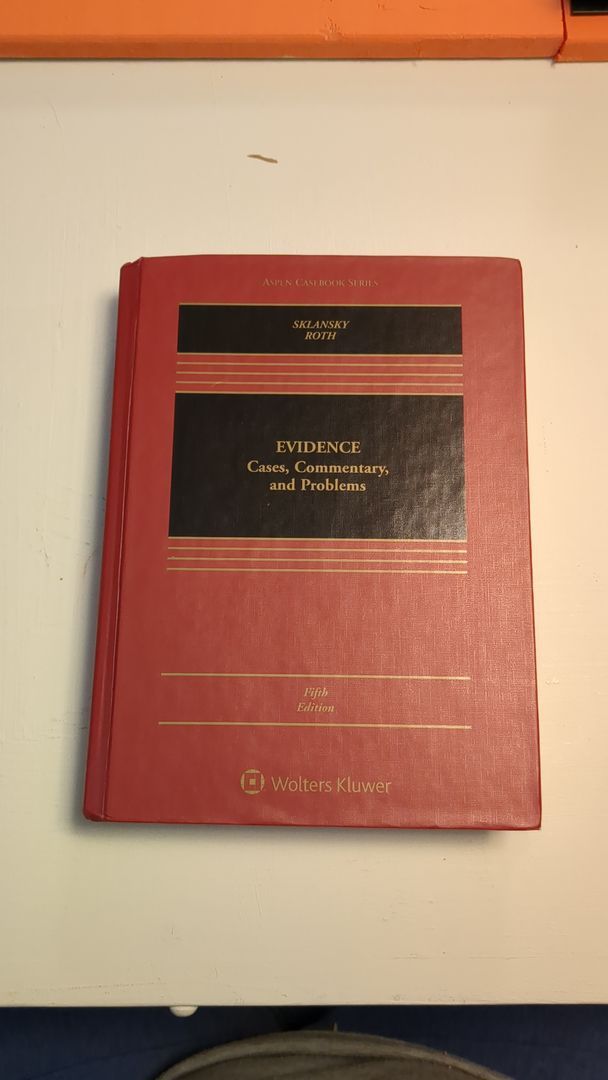 ASPEN CASEBOOK SERIES
SKLANSKY
ROTH
EVIDENCE
Cases, Commentary,
and Problems
Fifth
Edition
Wolters Kluwer